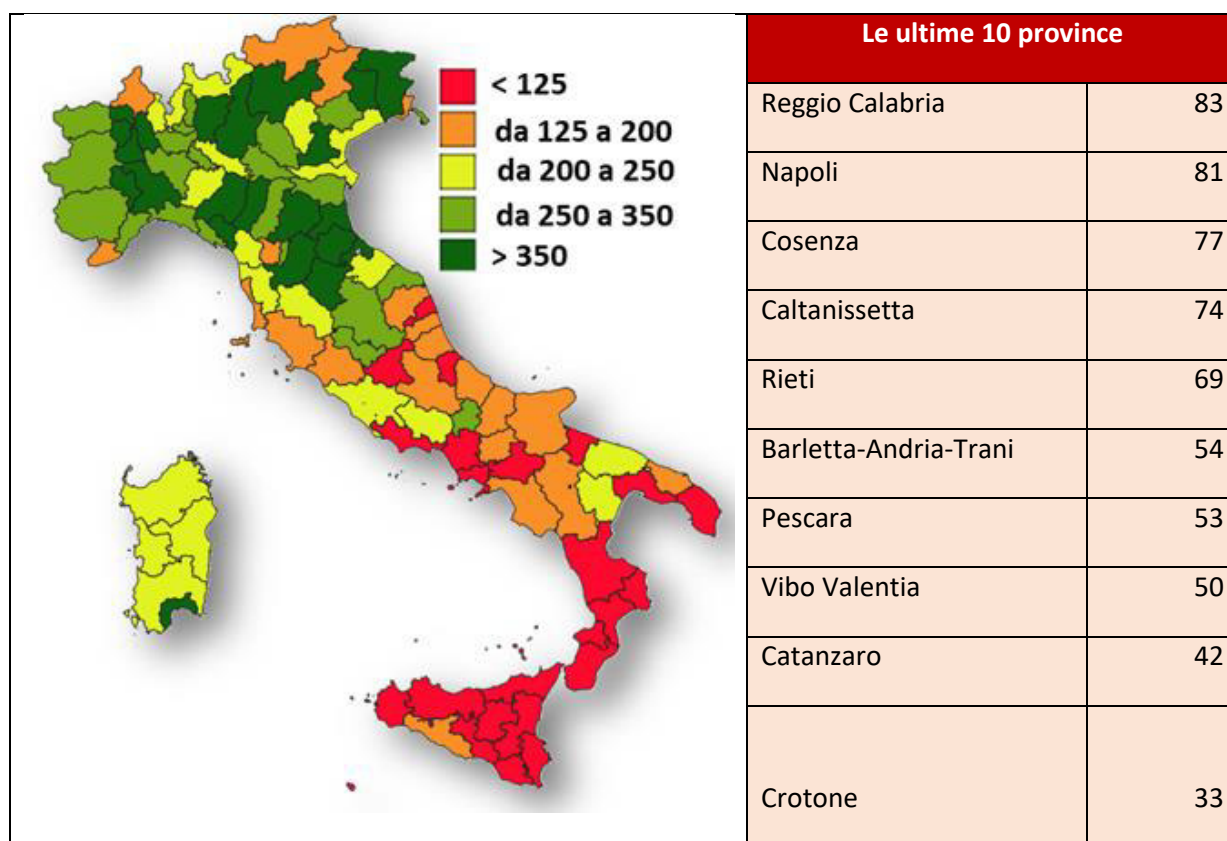 < 125
da 125 a 200
da 200 a 250
da 250 a 350
> 350
Le ultime 10 province
Reggio Calabria 83
Napoli 81
Cosenza 77
Caltanissetta 74
Rieti 69
Barletta-Andria-Trani 54
Pescara 53
Vibo Valentia 50
Catanzaro 42
Crotone 33